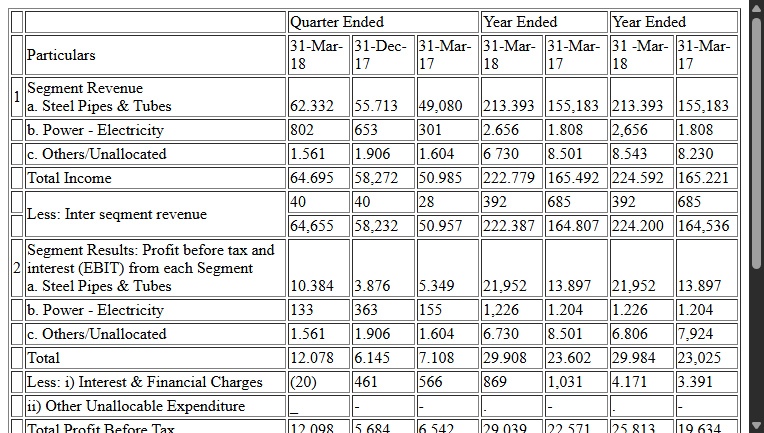 Quarter Ended Year Ended Year Ended
Particulars 31-Mar-18 31-Dec-17 31-Mar-17 31-Mar-18 31-Mar-17 31 -Mar-18 31-Mar-17
1 Segment Revenue
a. Steel Pipes & Tubes 62.332 55.713 49,080 213.393 155,183 213.393 155,183
b. Power - Electricity 802 653 301 2.656 1.808 2,656 1.808
c. Others/Unallocated 1.561 1.906 1.604 6 730 8.501 8.543 8.230
Total Income 64.695 58,272 50.985 222.779 165.492 224.592 165.221
Less: Inter seqment revenue 40 40 28 392 685 392 685
64,655 58,232 50.957 222.387 164.807 224.200 164,536
2 Segment Results: Profit before tax and
interest (EBIT) from each Segment
a. Steel Pipes & Tubes 10.384 3.876 5.349 21,952 13.897 21,952 13.897
b. Power - Electricity 133 363 155 1,226 1.204 1.226 1.204
c. Others/Unallocated 1.561 1.906 1.604 6.730 8.501 6.806 7,924
Total 12.078 6.145 7.108 29.908 23.602 29.984 23,025
Less: i) Interest & Financial Charges (20) 461 566 869 1,031 4.171 3.391
ii) Other Unallocable Expenditure _ - - . - . -
Total Profit Before Tax 12.098 5.684 6.542 29.039 22.571 25.813 19.634